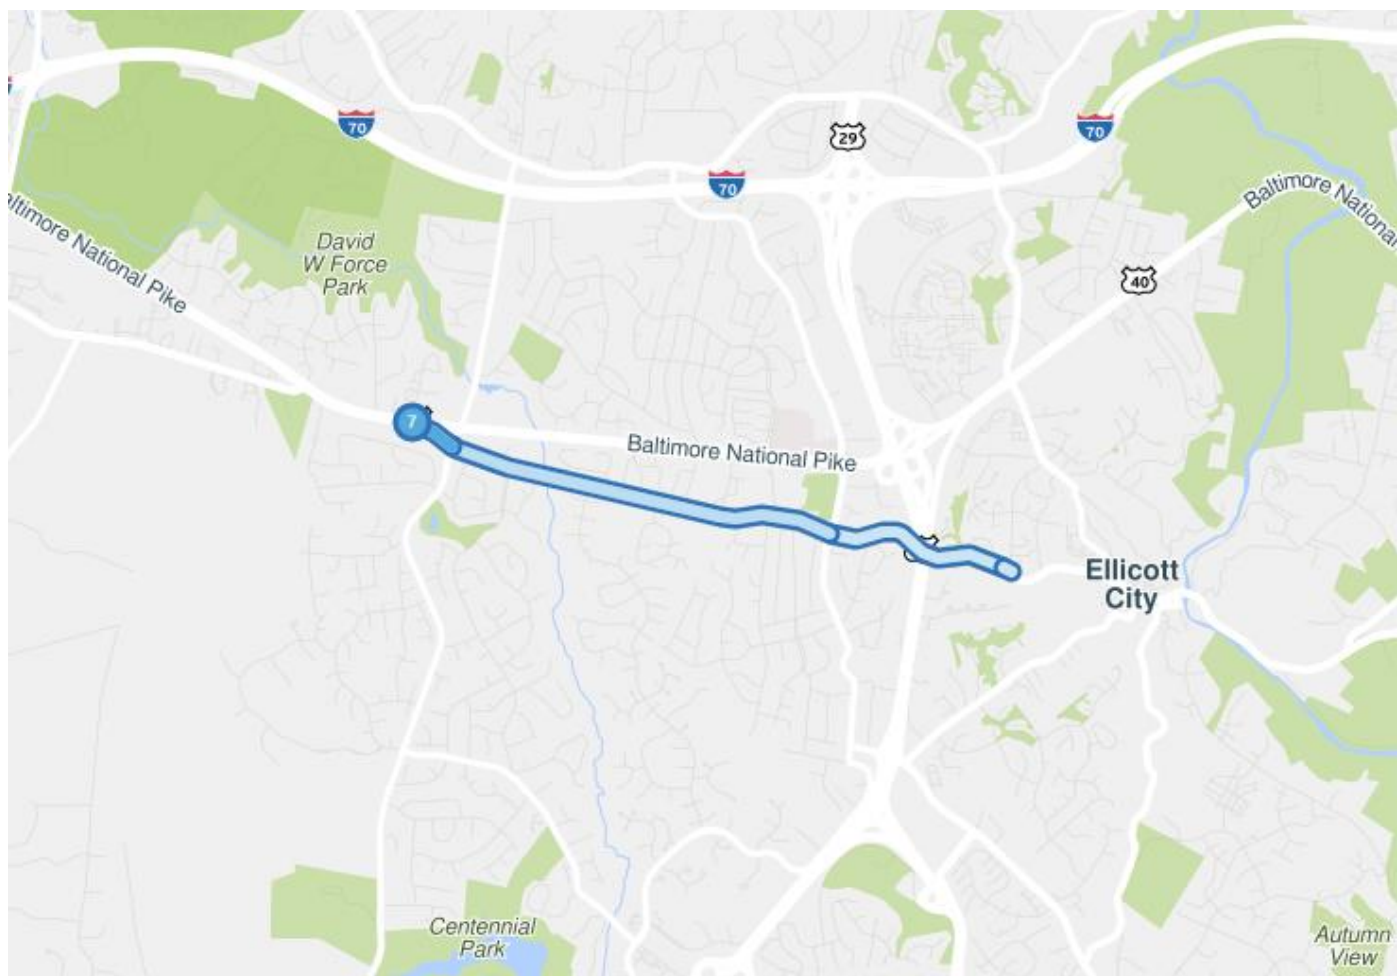 70
29
70
70
Baltimore National
40
David
W Force
Park
Baltimore National Pike
7
Baltimore National Pike
Ellicott
City
Centennial
Park
Autumn
View